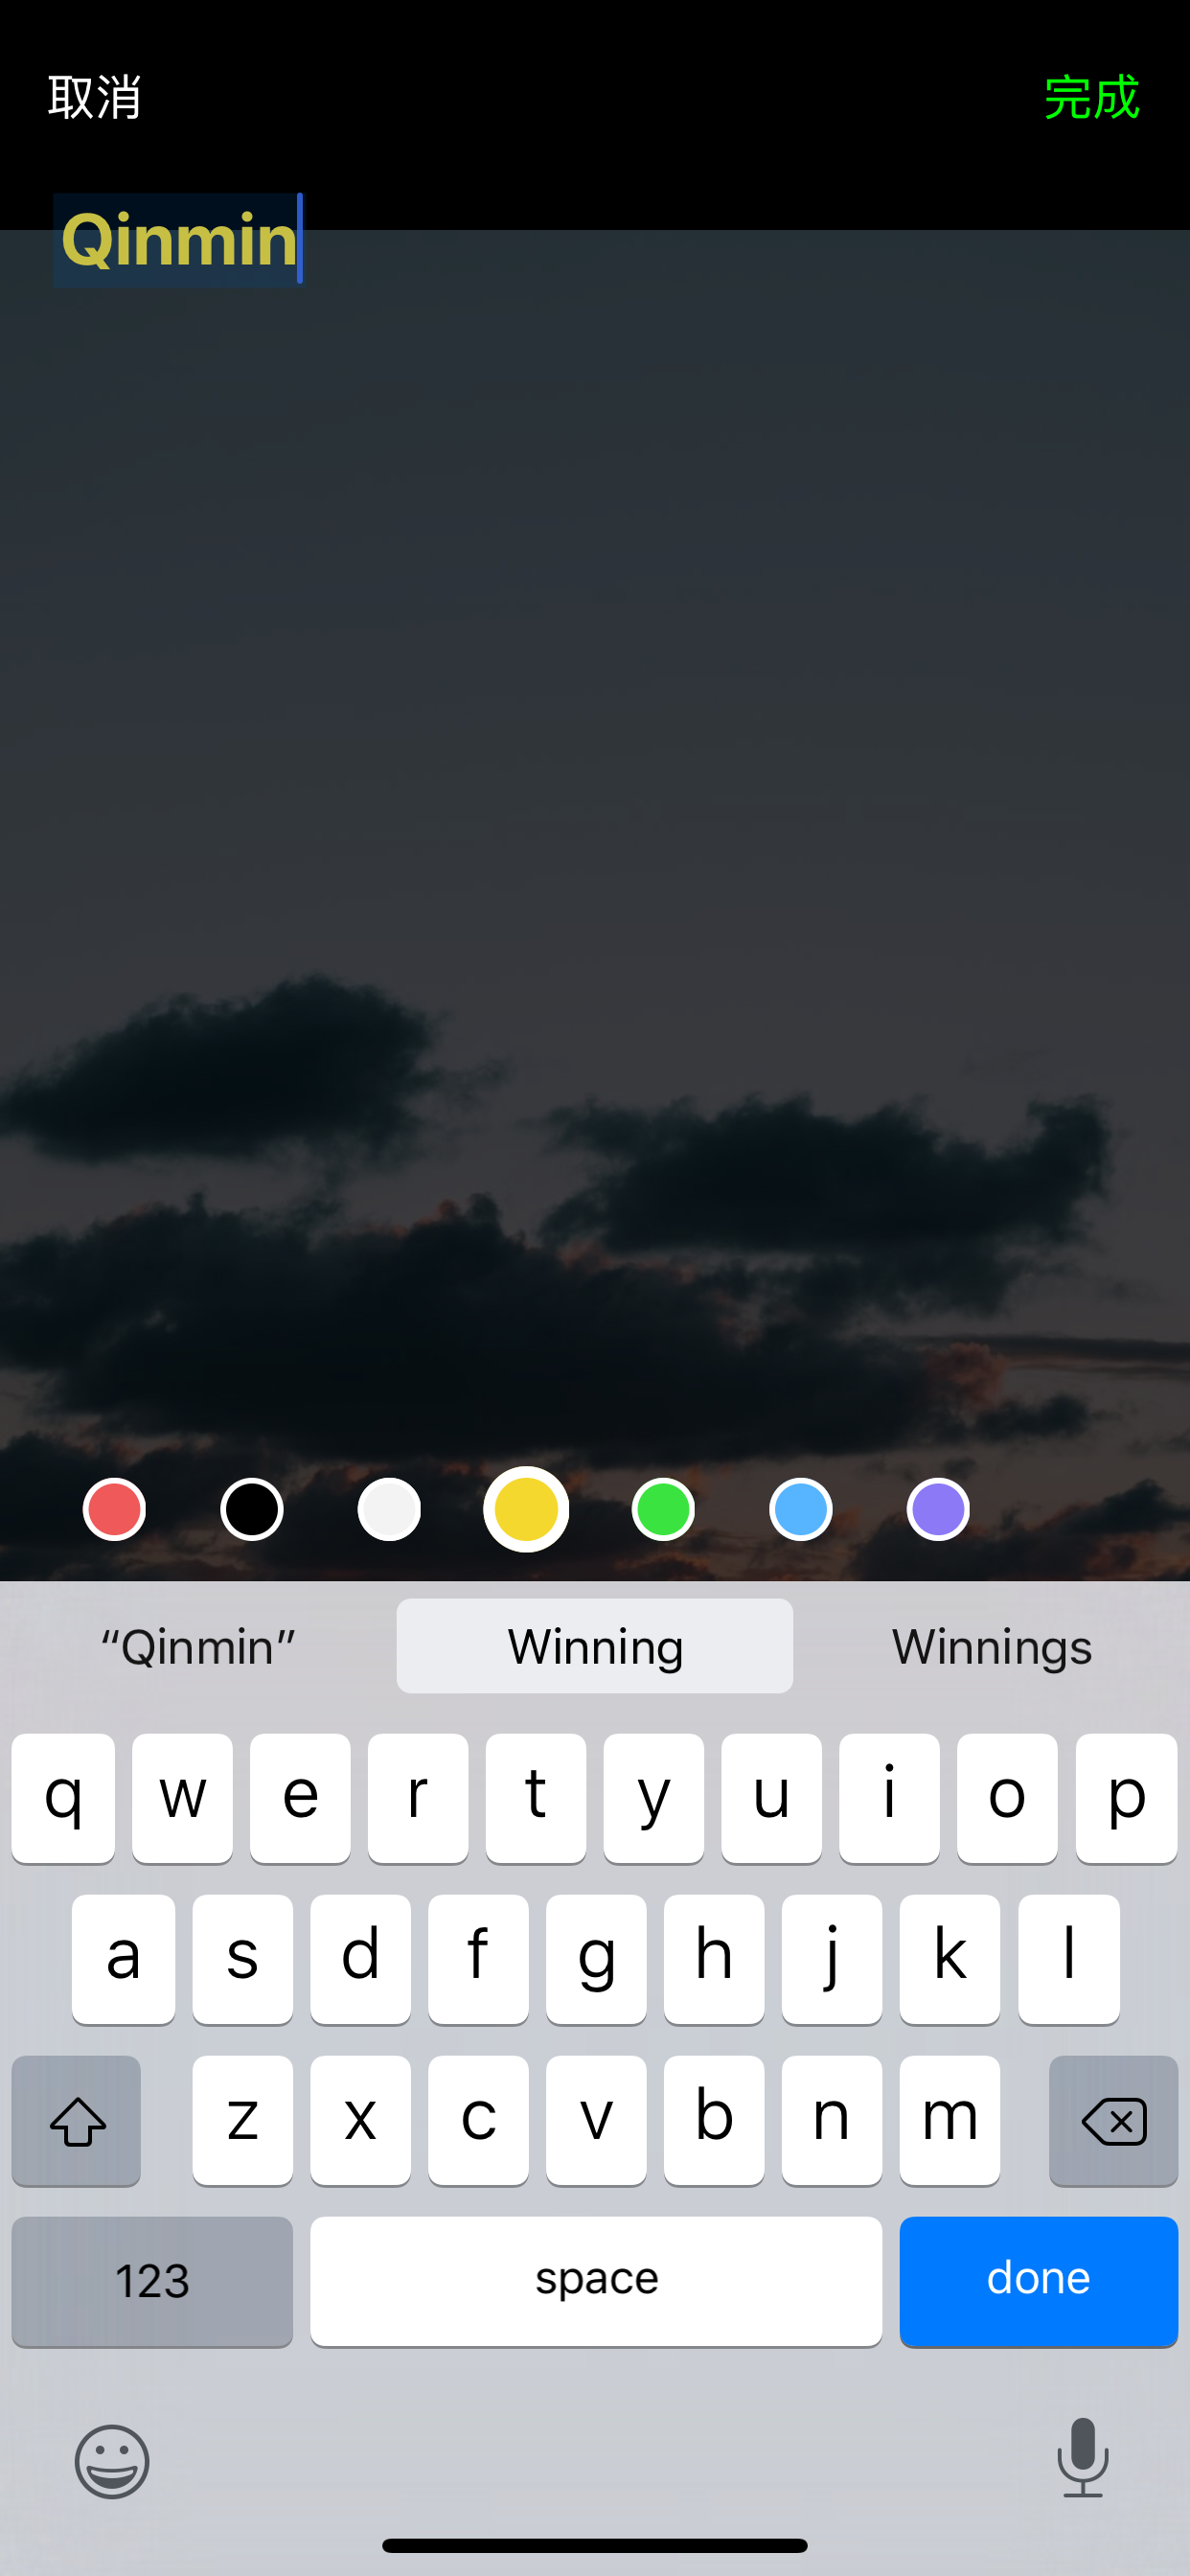 取消 完成
Qinmin
“Qinmin” Winning Winnings
q w e r t y u i o p
a s d f g h j k l
z x c v b n m
123 space done